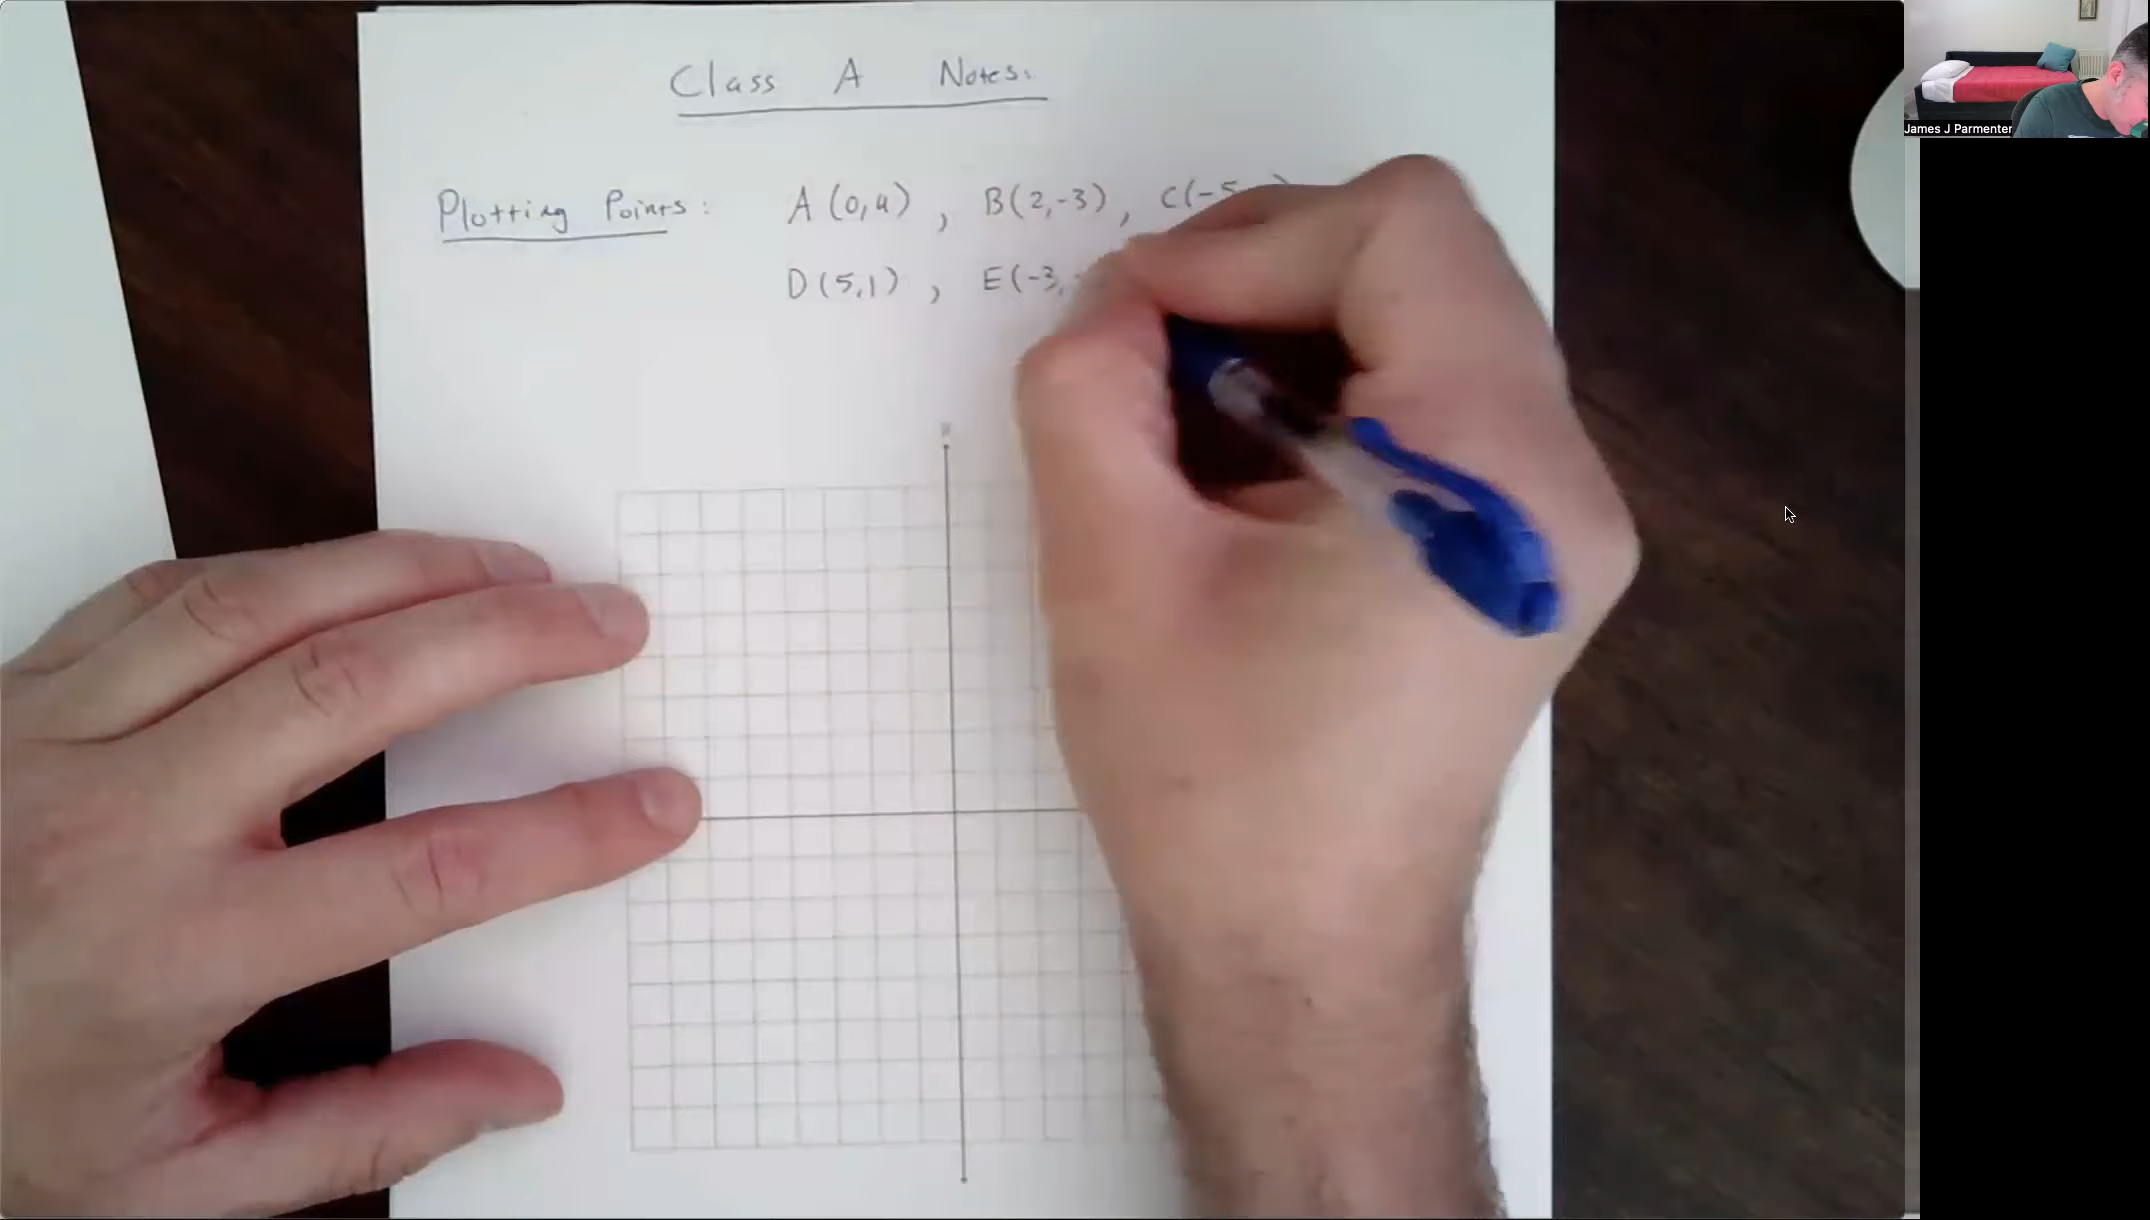 Class A Notes:
Plotting Points: A(0,4), B(2,-3), C(-5
D(5,1), E(-3,
James J Parmenter